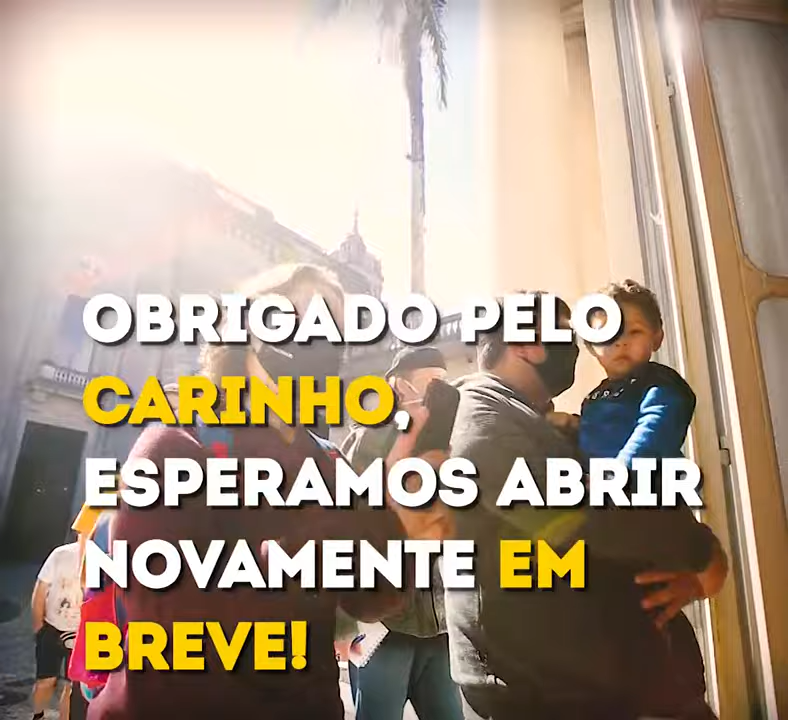 OBRIGADO PELO
CARINHO,
ESPERAMOS ABRIR
NOVAMENTE EM
BREVE!